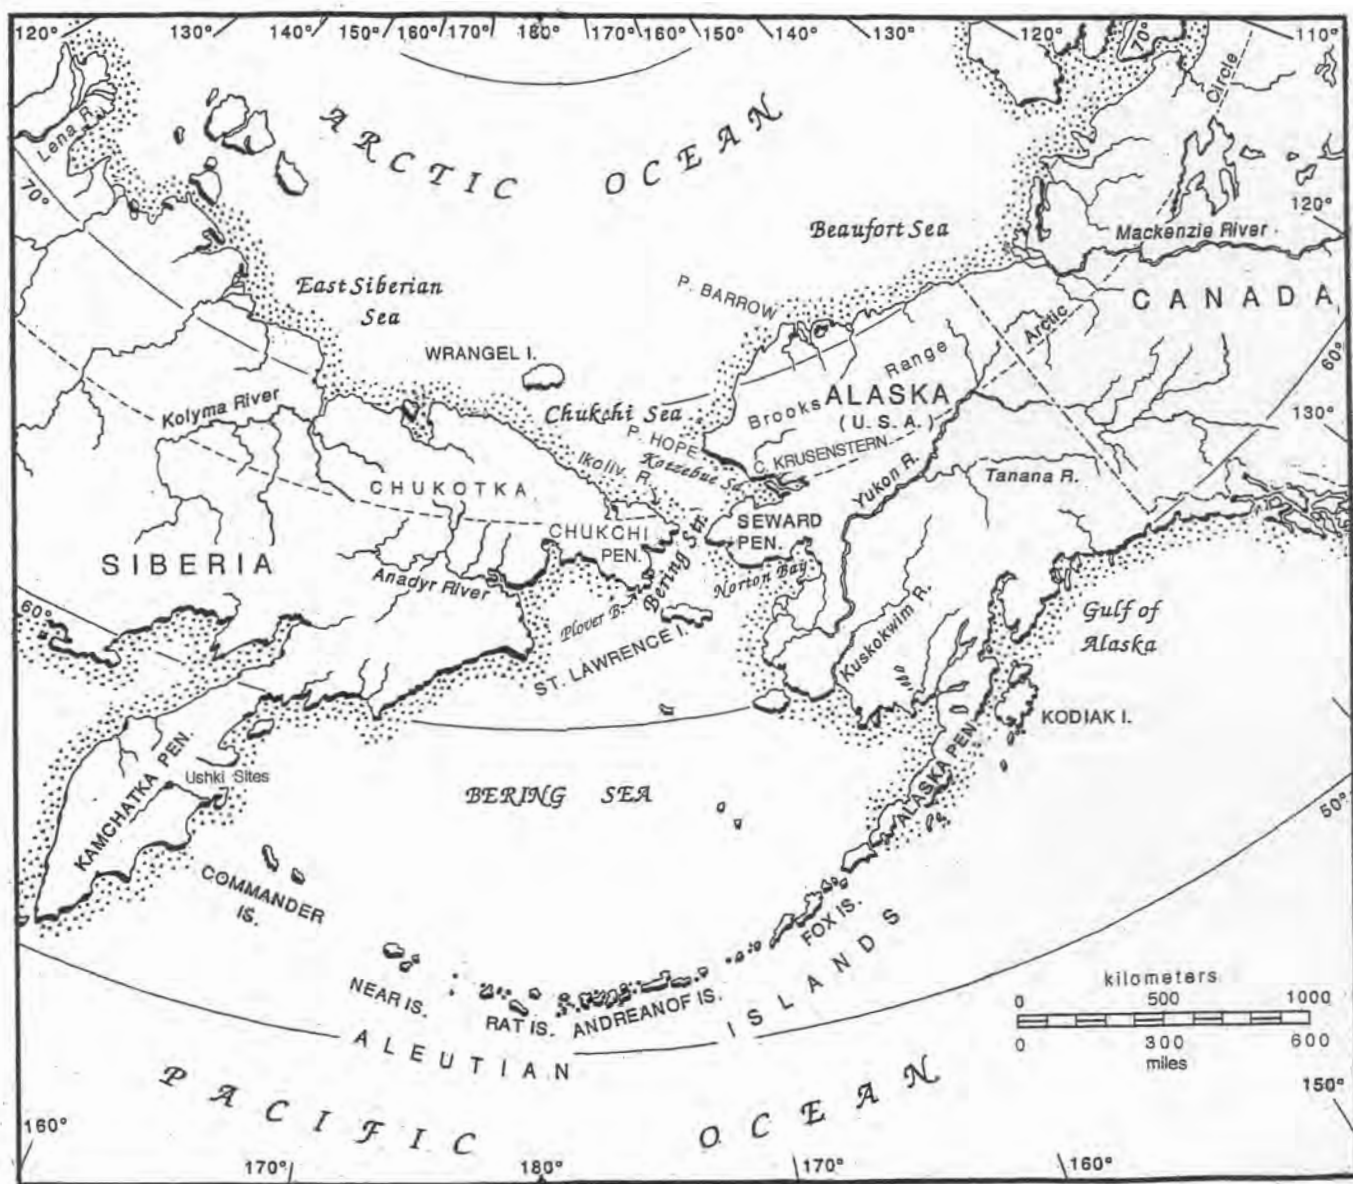 120° 130° 140° 150° 160° 170° 180° 170° 160° 150° 140° 130° 120° 70° 110°
Lena R.
70°
ARCTIC OCEAN
Circle
120°
Beaufort Sea
Mackenzie River
East Siberian
Sea
P. BARROW
CANADA
Arctic
60°
WRANGEL I.
Brooks Range
ALASKA
(U.S.A.)
Kolyma River
Chukchi Sea
P. HOPE
130°
Ikoliv. R.
Kotzebue Sd.
C. KRUSENSTERN
CHUKOTKA
Yukon R.
Tanana R.
CHUKCHI
PEN.
Bering Str.
SEWARD
PEN.
SIBERIA
Anadyr River
Norton Bay
60°
Plover B.
Kuskokwim R.
Gulf of
Alaska
ST. LAWRENCE I.
KODIAK I.
KAMCHATKA PEN.
Ushki Sites
BERING SEA
ALASKA PEN.
50°
COMMANDER
IS.
FOX IS.
NEAR IS.
RAT IS.
ANDREANOF IS.
ALEUTIAN ISLANDS
kilometers
0 500 1000
0 300 600
miles
PACIFIC OCEAN
150°
160° 170° 180° 170° 160°